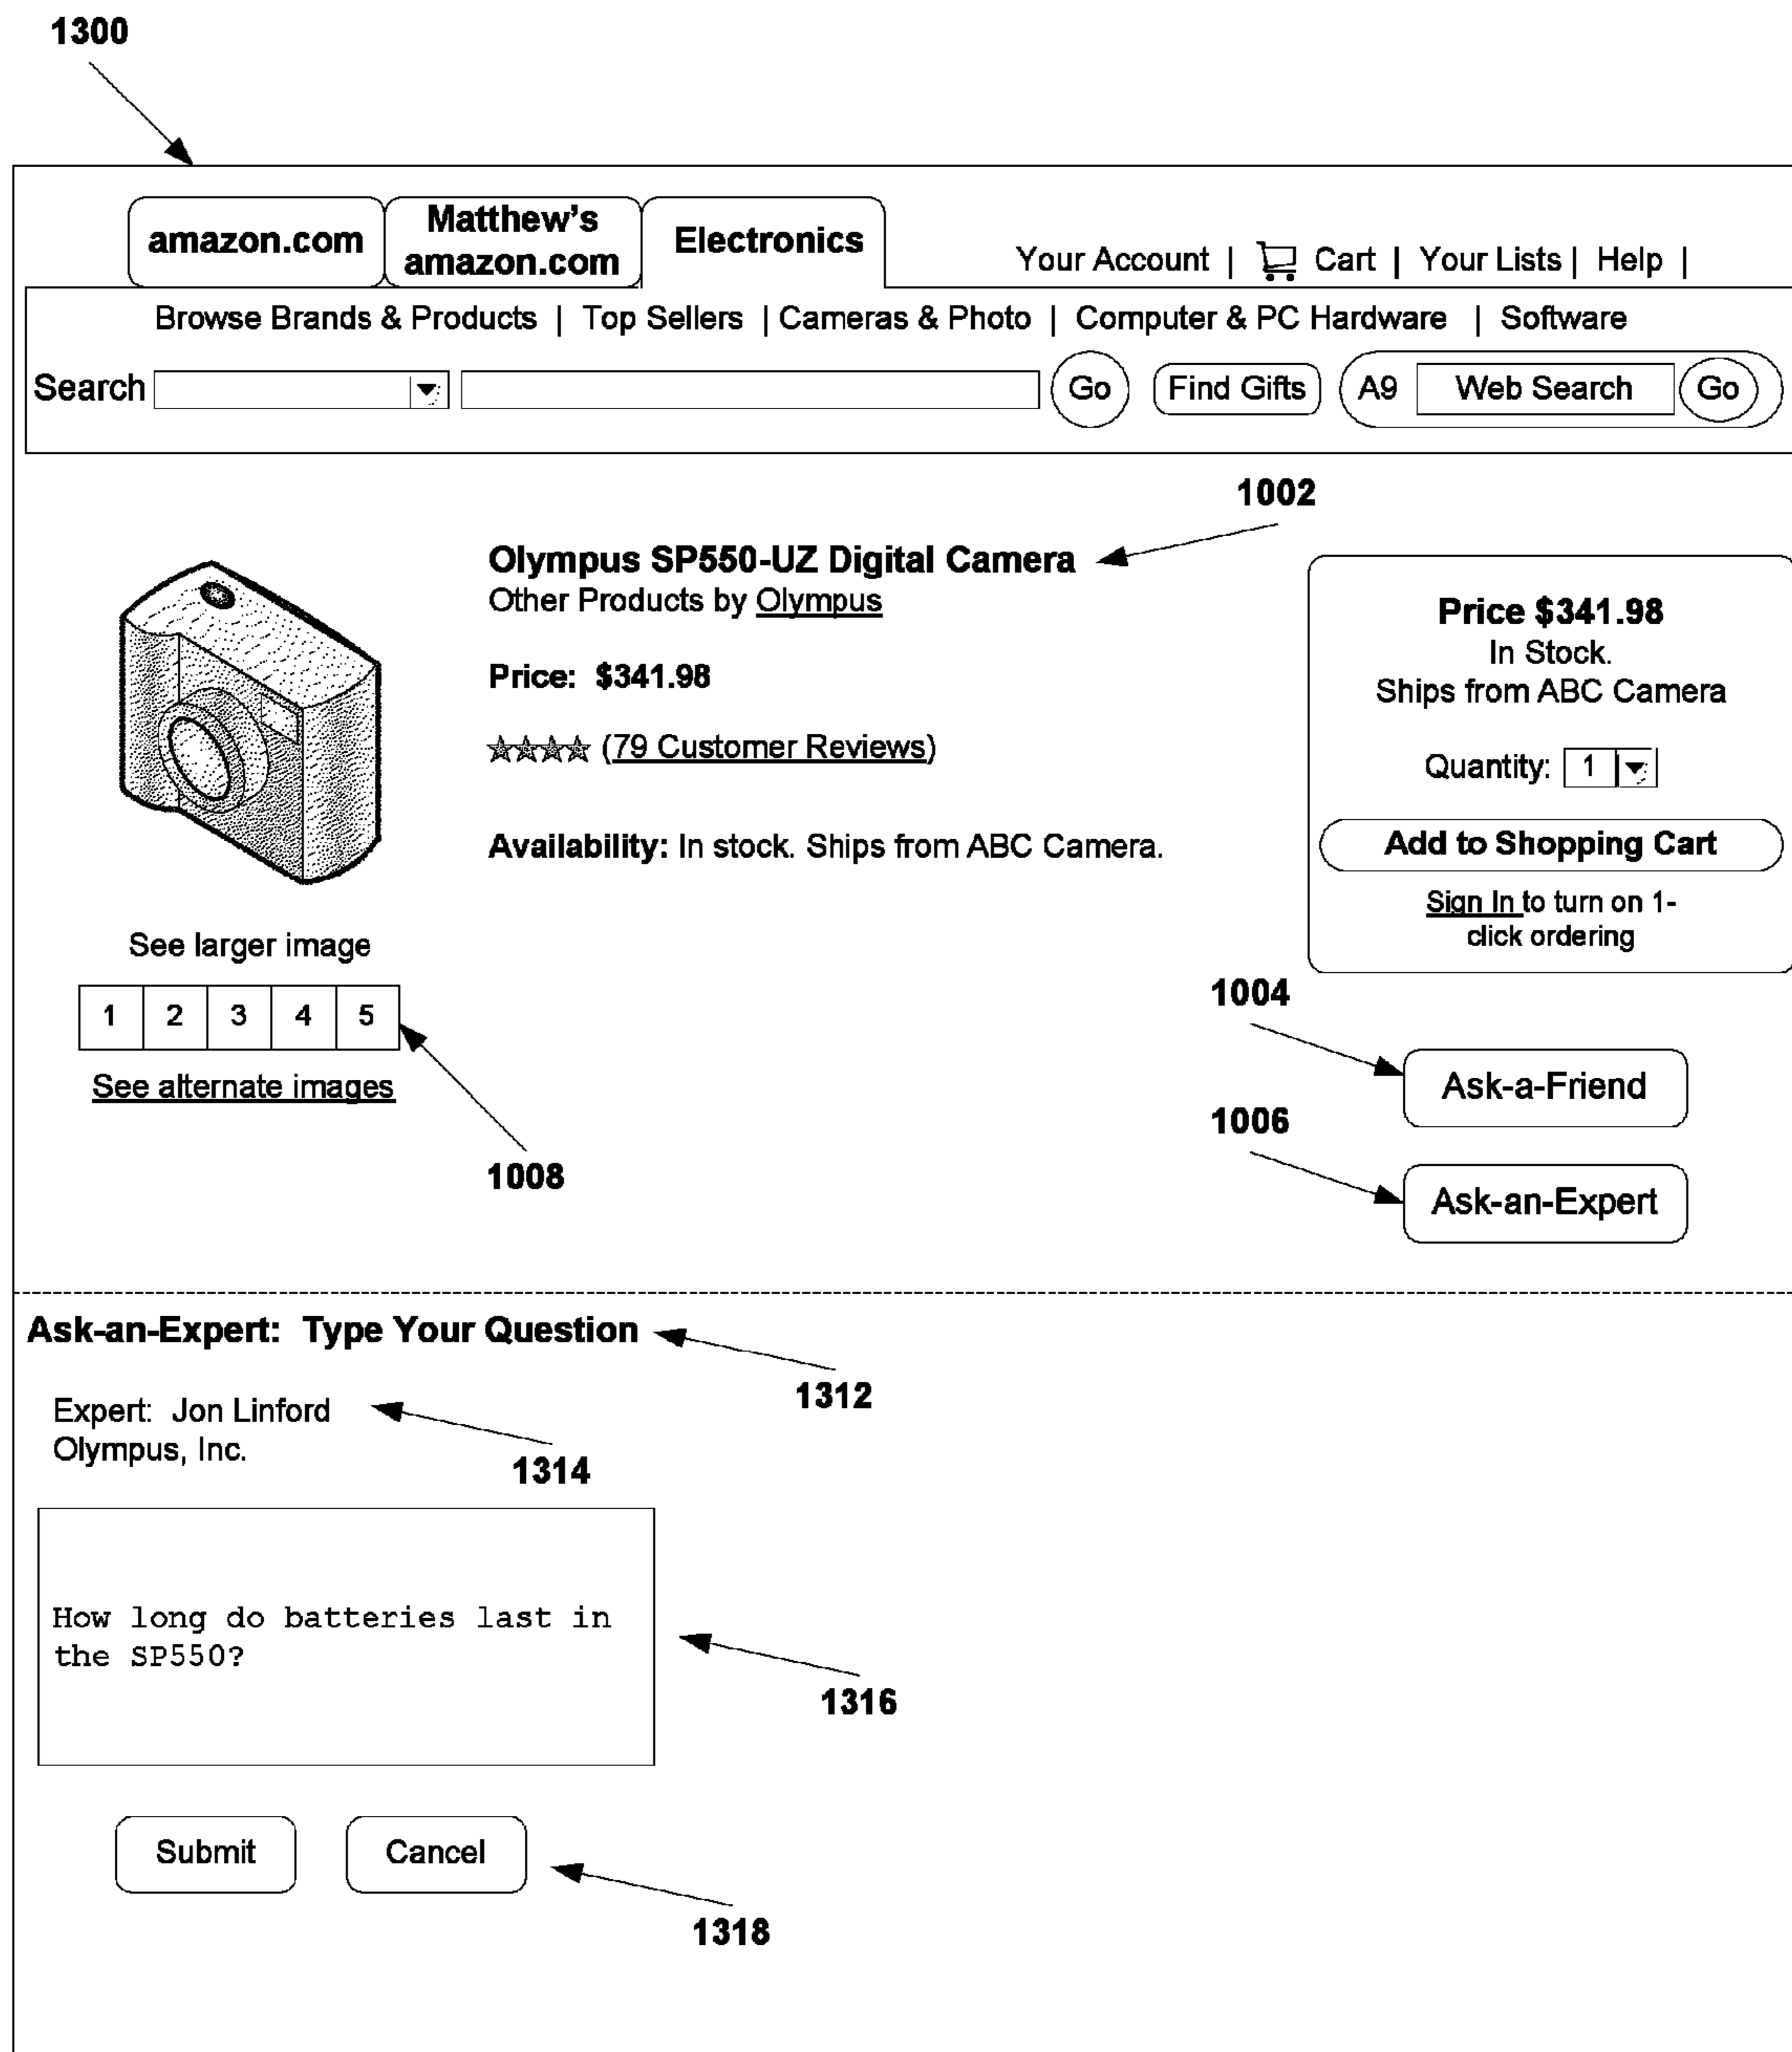 1300
amazon.com
Matthew's
amazon.com
Electronics
Your Account | Cart | Your Lists | Help |
Browse Brands & Products | Top Sellers | Cameras & Photo | Computer & PC Hardware | Software
Search Go Find Gifts A9 Web Search Go
1002
Olympus SP550-UZ Digital Camera
Other Products by Olympus
Price: $341.98
(79 Customer Reviews)
Availability: In stock. Ships from ABC Camera.
Price $341.98
In Stock.
Ships from ABC Camera
Quantity: 1
Add to Shopping Cart
Sign In to turn on 1-
click ordering
See larger image
1 2 3 4 5
See alternate images
1008
1004
Ask-a-Friend
1006
Ask-an-Expert
Ask-an-Expert: Type Your Question
1312
Expert: Jon Linford
Olympus, Inc.
1314
How long do batteries last in
the SP550?
1316
Submit Cancel
1318